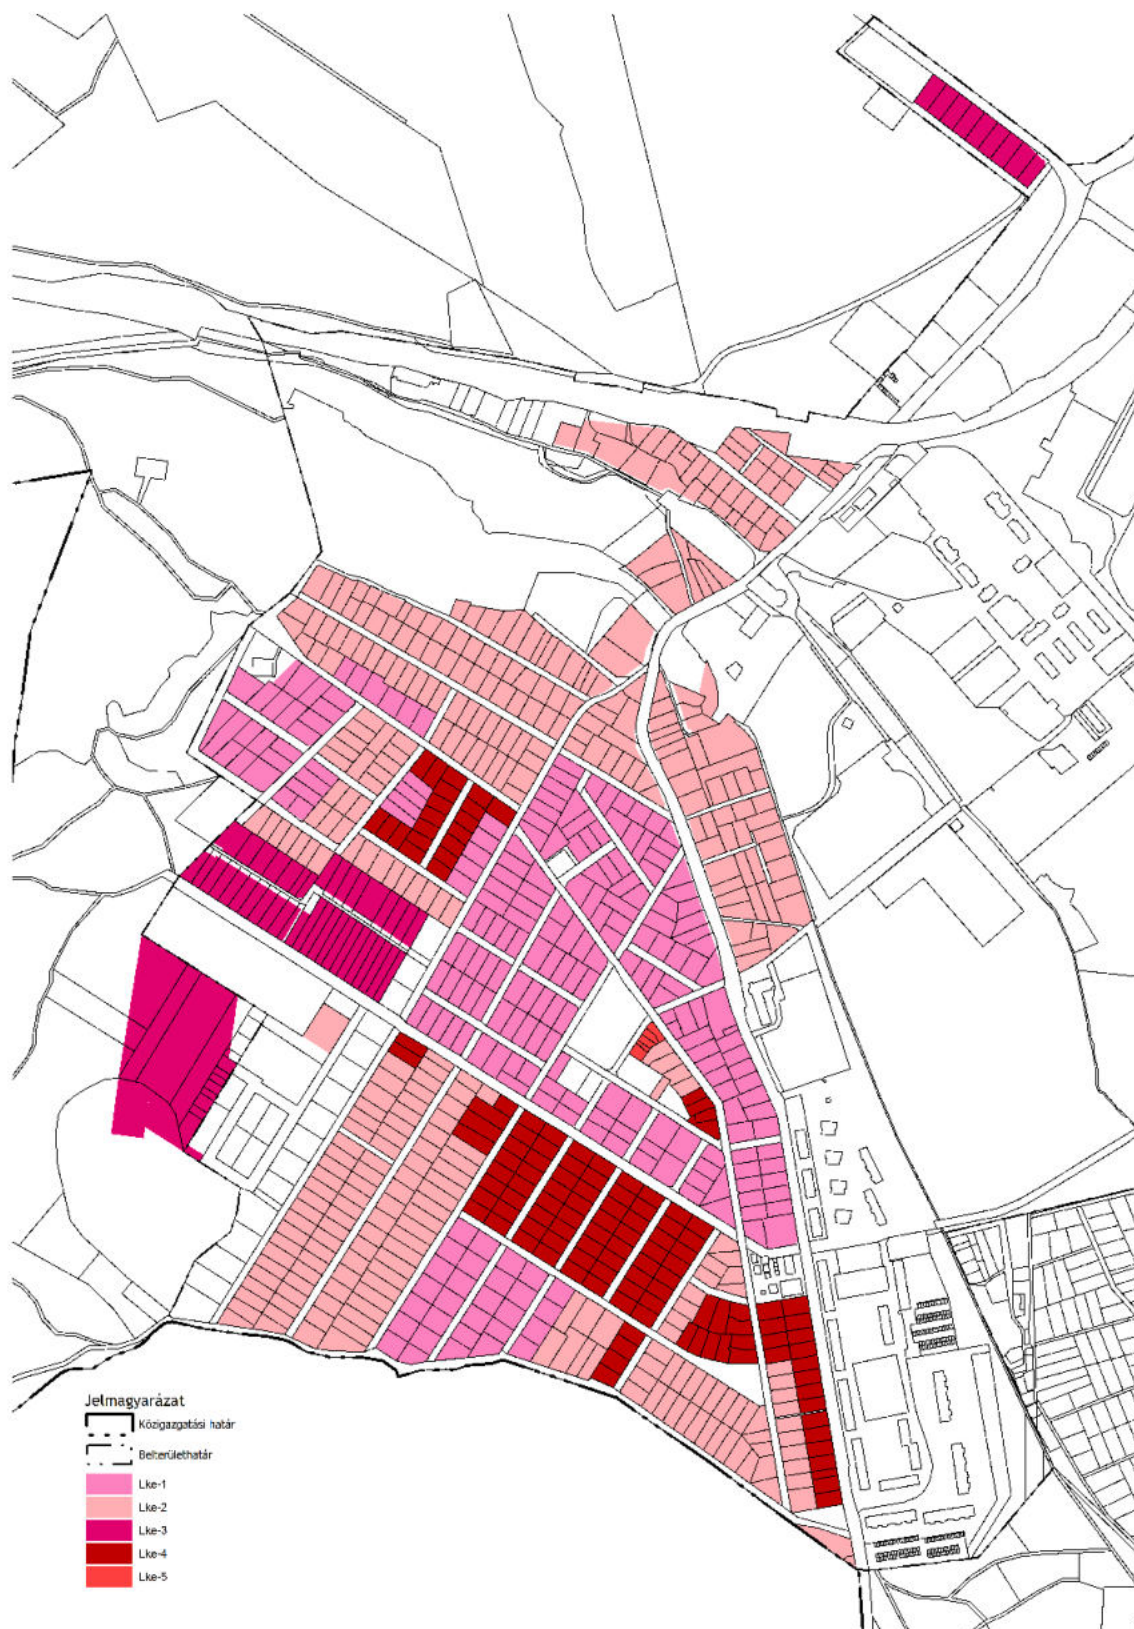 Jelmagyarázat
Közigazgatási határ
Belterülethatár
Lke-1
Lke-2
Lke-3
Lke-4
Lke-5